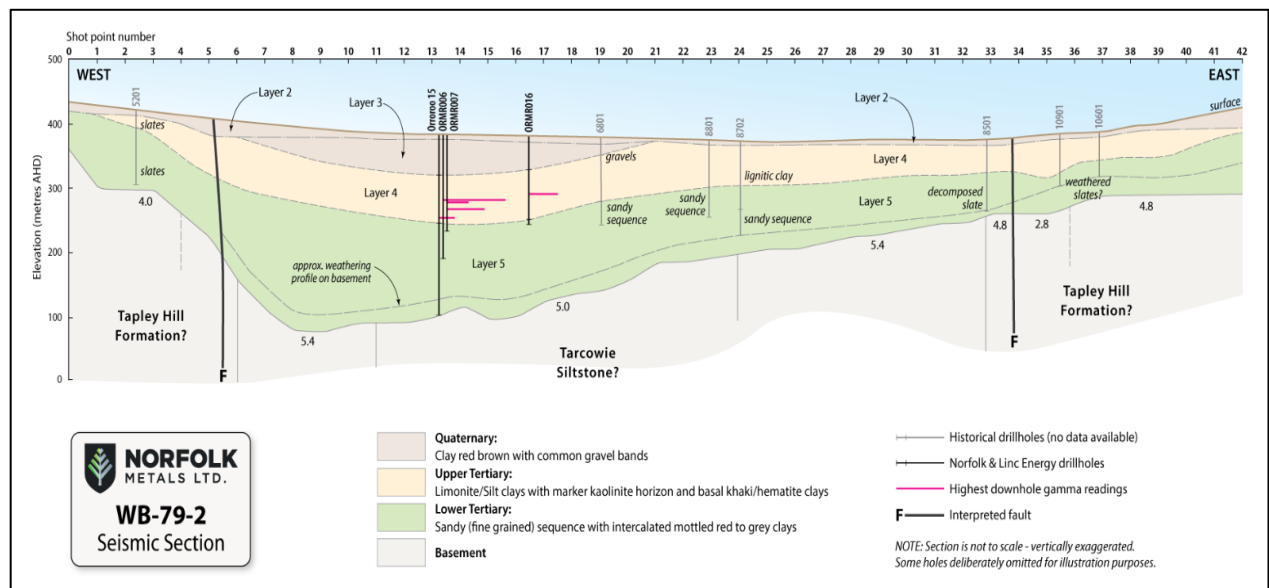 Shot point number
0 1 2 3 4 5 6 7 8 9 10 11 12 13 14 15 16 17 18 19 20 21 22 23 24 25 26 27 28 29 30 31 32 33 34 35 36 37 38 39 40 41 42
Elevation (metres AHD)
500
400
300
200
100
0
WEST
EAST
5201
slates
slates
4.0
Layer 2
Layer 3
Orroroo 15
ORMR006
ORMR007
ORMR016
6801
gravels
sandy
sequence
8801
8702
Layer 2
8501
10901
10601
surface
Layer 4
Layer 4
lignitic clay
sandy
sequence
sandy sequence
Layer 5
decomposed
slate
weathered
slates?
4.8
2.8
4.8
5.4
Layer 5
approx. weathering
profile on basement
5.0
5.4
Tapley Hill
Formation?
F
Tarcowie
Siltstone?
F
Tapley Hill
Formation?
NORFOLK
METALS LTD.
WB-79-2
Seismic Section
Quaternary:
Clay red brown with common gravel bands
Upper Tertiary:
Limonite/Silt clays with marker kaolinite horizon and basal khaki/hematite clays
Lower Tertiary:
Sandy (fine grained) sequence with intercalated mottled red to grey clays
Basement
Historical drillholes (no data available)
Norfolk & Linc Energy drillholes
Highest downhole gamma readings
F Interpreted fault
NOTE: Section is not to scale - vertically exaggerated.
Some holes deliberately omitted for illustration purposes.